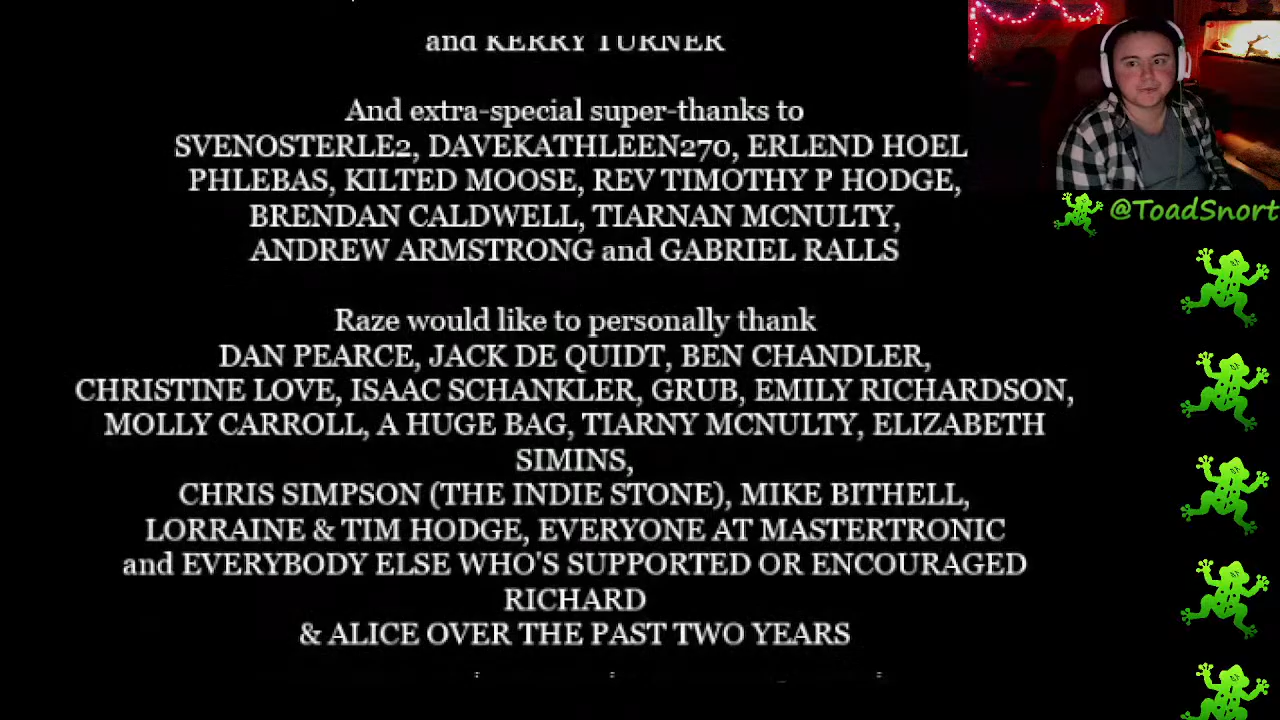 and KERRY TURNER
And extra-special super-thanks to
SVENOSTERLE2, DAVEKATHLEEN270, ERLEND HOEL
PHLEBAS, KILTED MOOSE, REV TIMOTHY P HODGE,
BRENDAN CALDWELL, TIARNAN MCNULTY,
ANDREW ARMSTRONG and GABRIEL RALLS
Raze would like to personally thank
DAN PEARCE, JACK DE QUIDT, BEN CHANDLER,
CHRISTINE LOVE, ISAAC SCHANKLER, GRUB, EMILY RICHARDSON,
MOLLY CARROLL, A HUGE BAG, TIARNY MCNULTY, ELIZABETH
SIMINS,
CHRIS SIMPSON (THE INDIE STONE), MIKE BITHELL,
LORRAINE & TIM HODGE, EVERYONE AT MASTERTRONIC
and EVERYBODY ELSE WHO'S SUPPORTED OR ENCOURAGED
RICHARD
& ALICE OVER THE PAST TWO YEARS
@ToadSnort